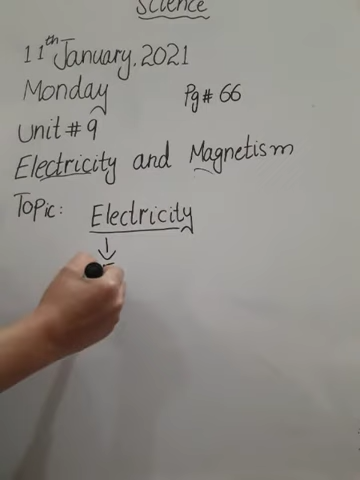 Science
11th January, 2021
Monday Pg# 66
Unit # 9
Electricity and Magnetism
Topic: Electricity